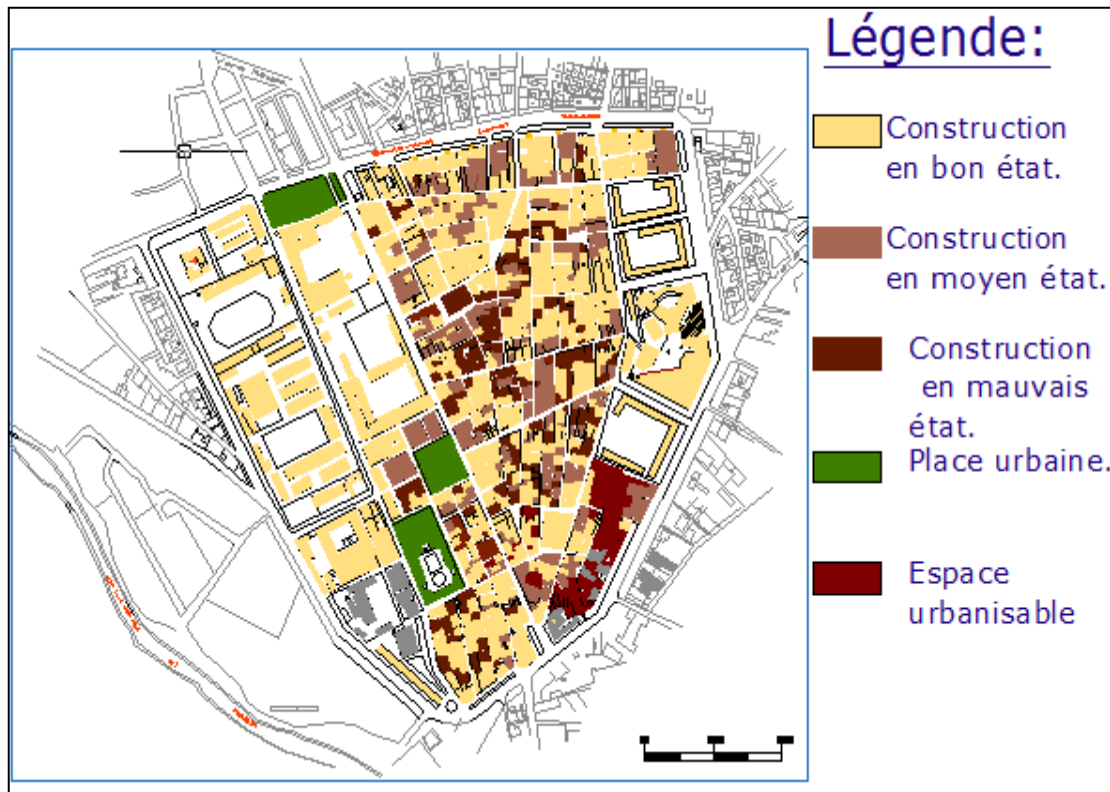 Légende:
Construction
en bon état.
Construction
en moyen état.
Construction
en mauvais
état.
Place urbaine.
Espace
urbanisable